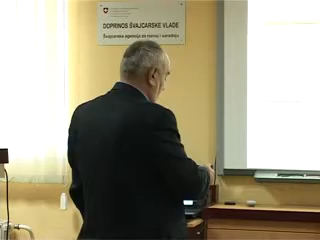 DOPRINOS ŠVAJCARSKE VLADE
Švajcarska agencija za razvoj i saradnju